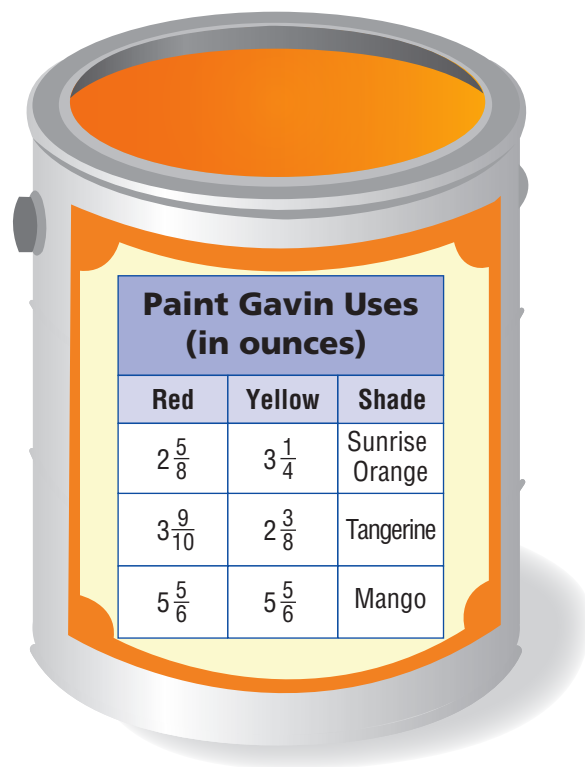 Paint Gavin Uses
(in ounces)
Red Yellow Shade
2 5/8 3 1/4 Sunrise
Orange
3 9/10 2 3/8 Tangerine
5 5/6 5 5/6 Mango